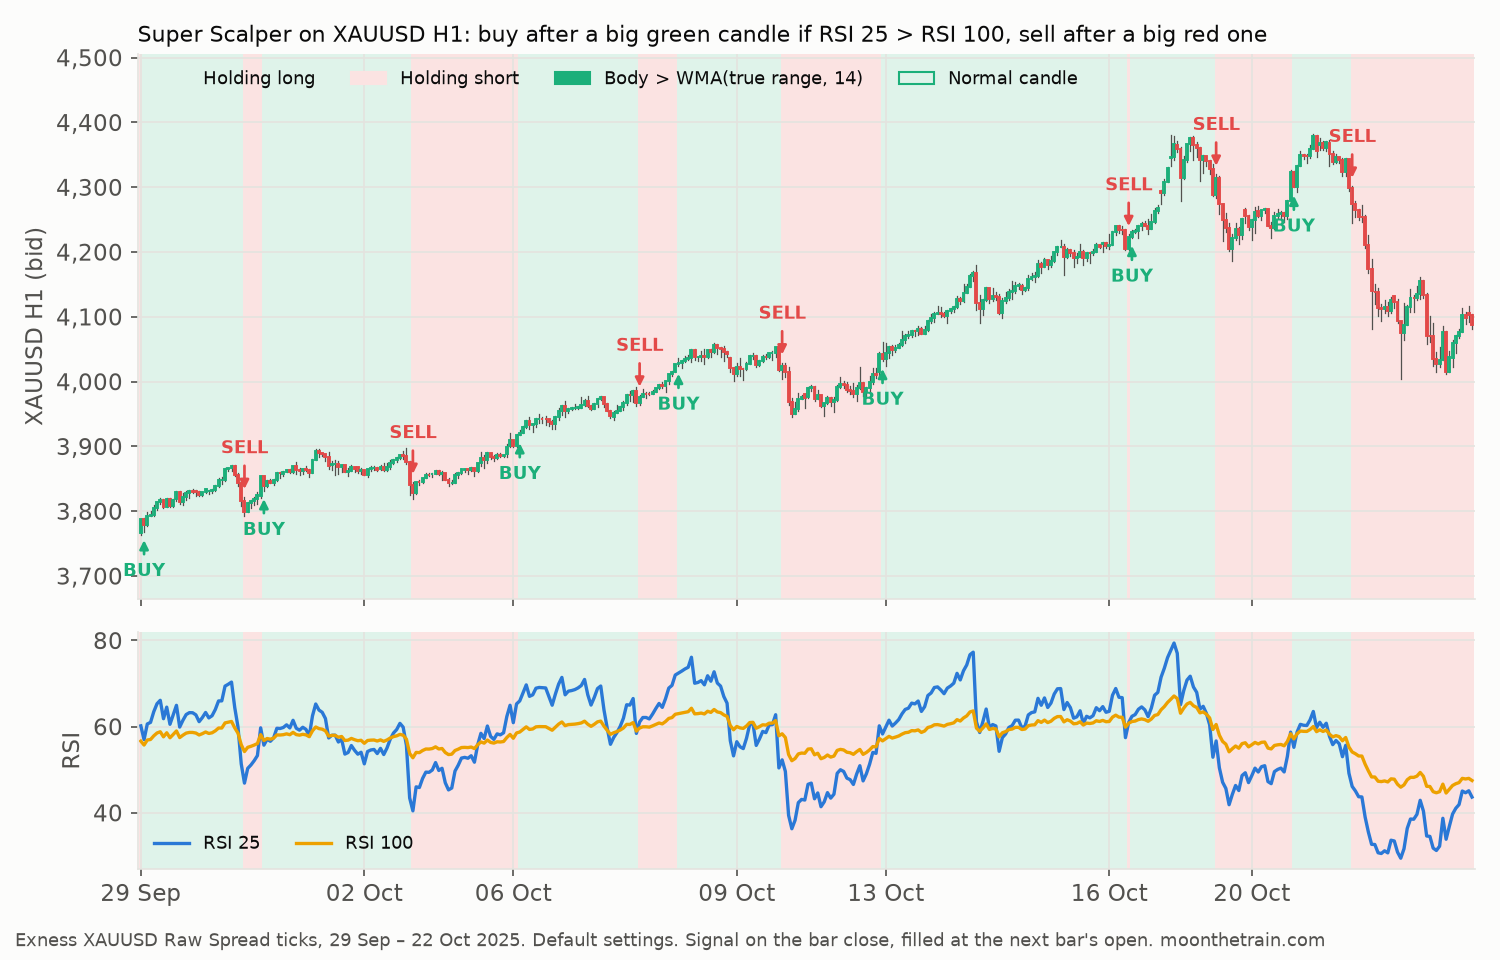 Super Scalper on XAUUSD H1: buy after a big green candle if RSI 25 > RSI 100, sell after a big red one
Holding long Holding short Body > WMA(true range, 14) Normal candle
XAUUSD H1 (bid)
4,500
4,400
4,300
4,200
4,100
4,000
3,900
3,800
3,700
BUY
SELL
BUY
SELL
BUY
SELL
BUY
SELL
BUY
SELL
BUY
SELL
BUY
SELL
RSI
80
60
40
RSI 25 RSI 100
29 Sep 02 Oct 06 Oct 09 Oct 13 Oct 16 Oct 20 Oct
Exness XAUUSD Raw Spread ticks, 29 Sep – 22 Oct 2025. Default settings. Signal on the bar close, filled at the next bar's open. moonthetrain.com